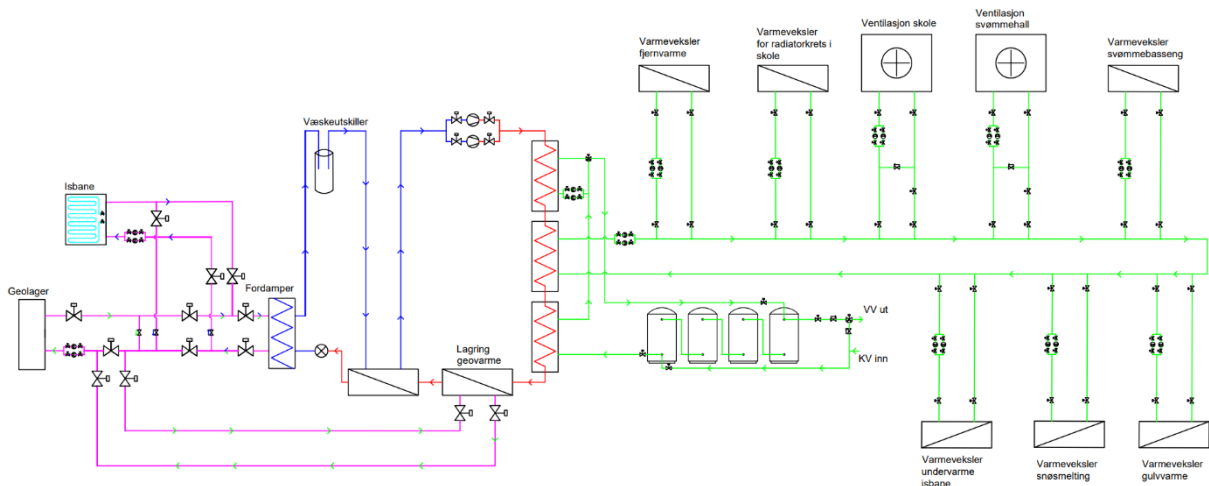 Varmeveksler
fjernvarme
Varmeveksler
for radiatorkrets i
skole
Ventilasjon skole
Ventilasjon
svømmehall
Varmeveksler
svømmebasseng
Væskeutskiller
Isbane
Geolager
Fordamper
Lagring
geovarme
VV ut
KV inn
Varmeveksler
undervarme
isbane
Varmeveksler
snøsmelting
Varmeveksler
gulvvarme